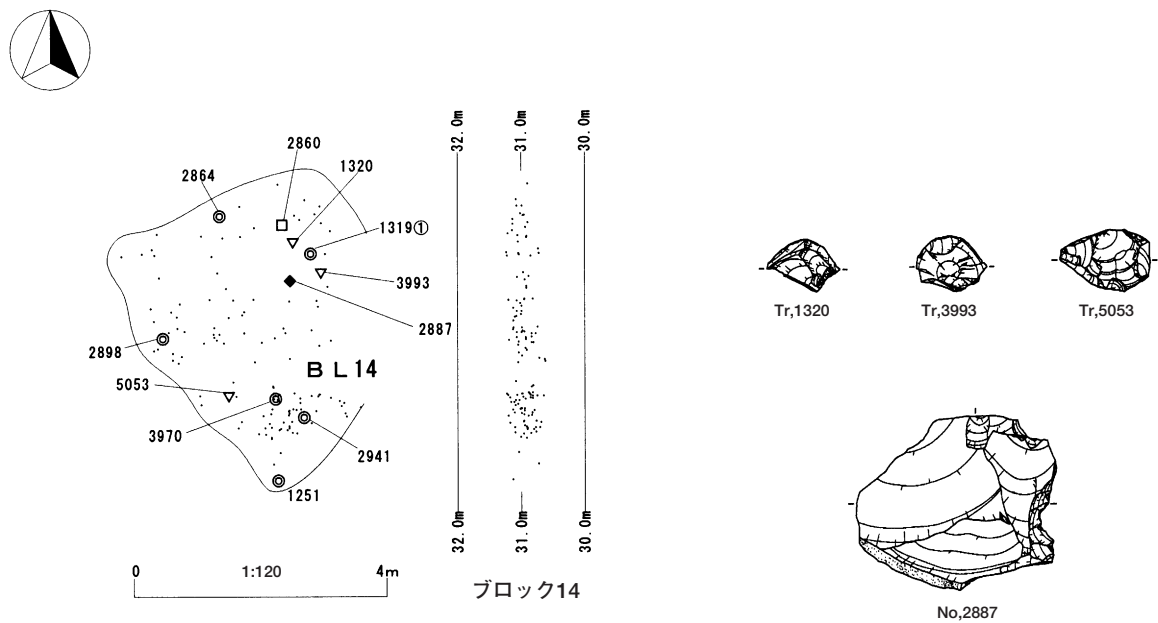 2860
1320
2864
1319①
3993
2887
2898
BL14
5053
3970
2941
1251
32.0m
31.0m
30.0m
32.0m
31.0m
30.0m
0
1:120
4m
ブロック14
Tr,1320
Tr,3993
Tr,5053
No,2887